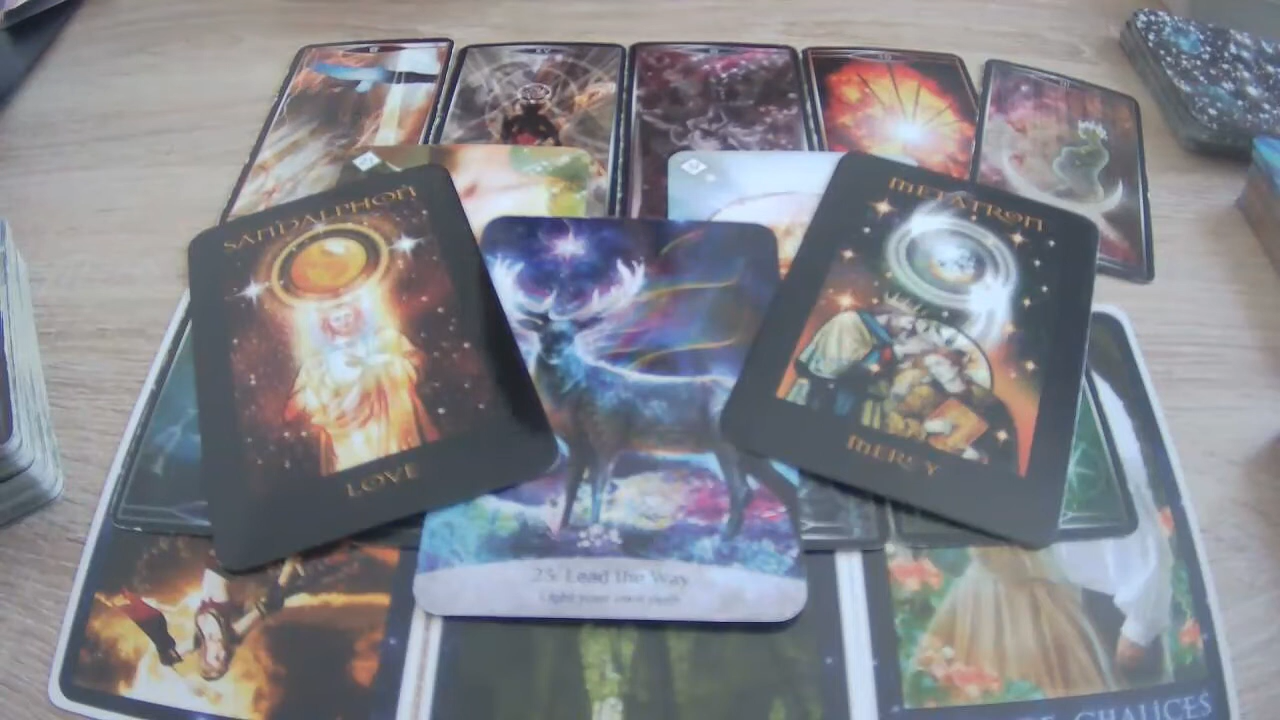 SANDALPHON
METATRON
LOVE
MERCY
25 Lead the Way
Light your own path
CHALICES